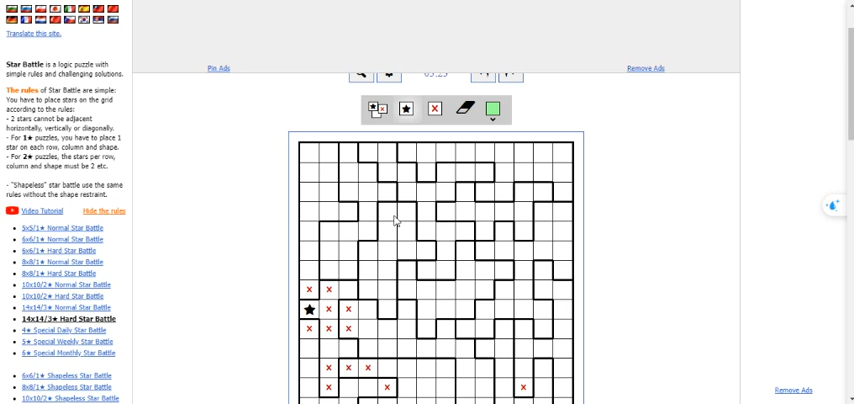 Translate this site.
Pin Ads
Remove Ads
Star Battle is a logic puzzle with
simple rules and challenging solutions.
The rules of Star Battle are simple:
You have to place stars on the grid
according to the rules:
- 2 stars cannot be adjacent
horizontally, vertically or diagonally.
- For 1★ puzzles, you have to place 1
star on each row, column and shape.
- For 2★ puzzles, the stars per row,
column and shape must be 2 etc.
- "Shapeless" star battle use the same
rules without the shape restraint.
Video Tutorial
Hide the rules
5x5/1★ Normal Star Battle
6x6/1★ Normal Star Battle
6x6/1★ Hard Star Battle
8x8/1★ Normal Star Battle
8x8/1★ Hard Star Battle
10x10/2★ Normal Star Battle
10x10/2★ Hard Star Battle
14x14/3★ Normal Star Battle
14x14/3★ Hard Star Battle
4★ Special Daily Star Battle
5★ Special Weekly Star Battle
6★ Special Monthly Star Battle
6x6/1★ Shapeless Star Battle
8x8/1★ Shapeless Star Battle
10x10/2★ Shapeless Star Battle
Remove Ads